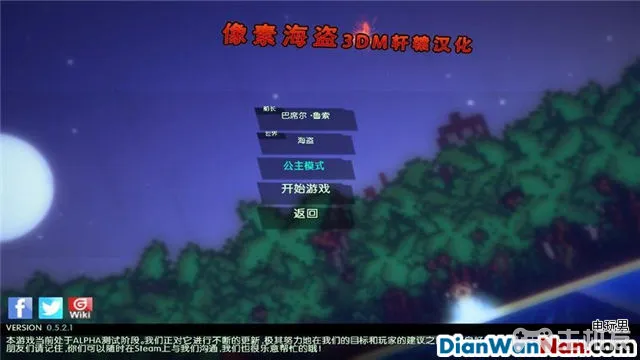 像素海盗3DM轩辕汉化
船长
巴席尔·鲁索
世界
海盗
公主模式
开始游戏
返回
f
G
Wiki
VERSION 0.5.2.1
本游戏当前处于ALPHA测试阶段,我们正对它进行不断的更新,极其努力地在我们的目标和玩家的建议之
朋友们请记住,你们可以随时在Steam上与我们沟通,我们也很乐意帮忙的哦!
电玩男
DianWanNan.com